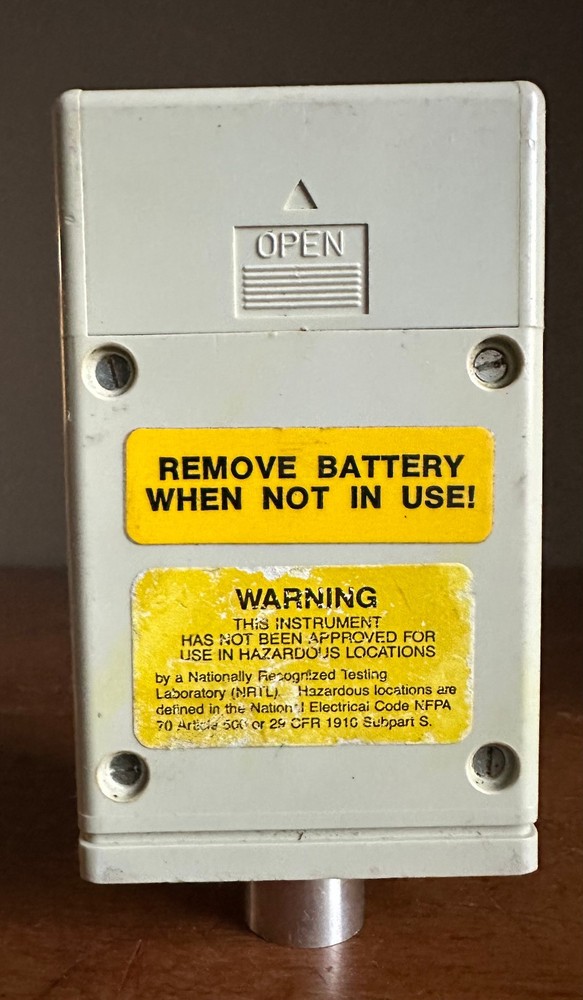 OPEN
REMOVE BATTERY
WHEN NOT IN USE!
WARNING
THIS INSTRUMENT
HAS NOT BEEN APPROVED FOR
USE IN HAZARDOUS LOCATIONS
by a Nationally Recognized Testing
Laboratory (NRTL). Hazardous locations are
defined in the National Electrical Code NFPA
70 Article 500 or 29 CFR 1910 Subpart S.